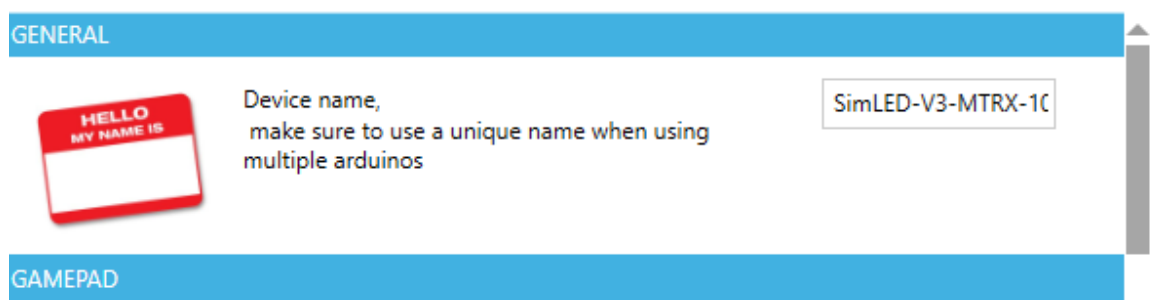 GENERAL
HELLO
MY NAME IS
Device name,
make sure to use a unique name when using
multiple arduinos
SimLED-V3-MTRX-10
GAMEPAD